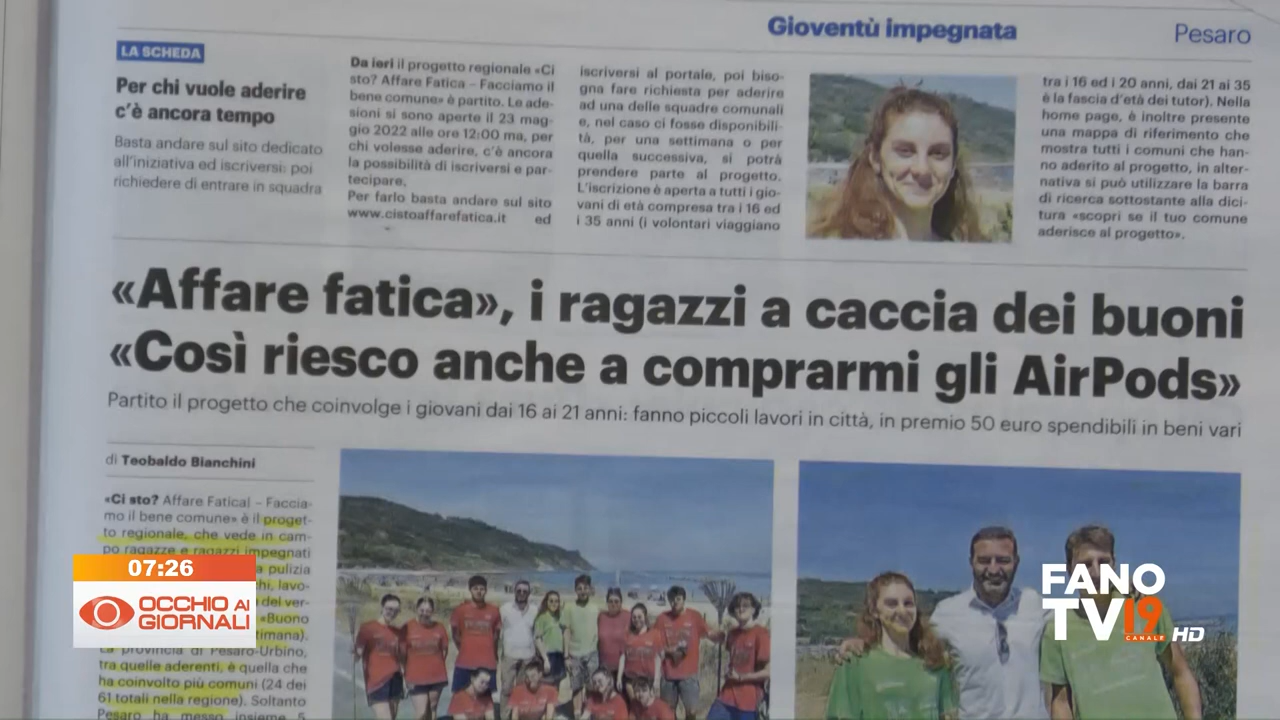 Gioventù impegnata
Pesaro
LA SCHEDA
Per chi vuole aderire
c'è ancora tempo
Basta andare sul sito dedicato
all'iniziativa ed iscriversi: poi
richiedere di entrare in squadra
Da ieri il progetto regionale «Ci
sto? Affare Fatica – Facciamo il
bene comune» è partito. Le ade-
sioni si sono aperte il 23 mag-
gio 2022 alle ore 12:00 ma, per
chi volesse aderire, c'è ancora
la possibilità di iscriversi e par-
tecipare.
Per farlo basta andare sul sito
www.cistoaffarefatica.it ed
iscriversi al portale, poi biso-
gna fare richiesta per aderire
ad una delle squadre comunali
e, nel caso ci fosse disponibili-
tà, per una settimana o per
quella successiva, si potrà
prendere parte al progetto.
L'iscrizione è aperta a tutti i gio-
vani di età compresa tra i 16 ed
i 35 anni (i volontari viaggiano
tra i 16 ed i 20 anni, dai 21 ai 35
è la fascia d'età dei tutor). Nella
home page, è inoltre presente
una mappa di riferimento che
mostra tutti i comuni che han-
no aderito al progetto, in alter-
nativa si può utilizzare la barra
di ricerca sottostante alla dici-
tura «scopri se il tuo comune
aderisce al progetto».
«Affare fatica», i ragazzi a caccia dei buoni
«Così riesco anche a comprarmi gli AirPods»
Partito il progetto che coinvolge i giovani dai 16 ai 21 anni: fanno piccoli lavori in città, in premio 50 euro spendibili in beni vari
di Teobaldo Bianchini
«Ci sto? Affare Fatica! – Faccia-
mo il bene comune» è il proget-
to regionale, che vede in cam-
po ragazze e ragazzi impegnati
pulizia
lavo-
del ver-
«Buono
La provincia di Pesaro-Urbino,
tra quelle aderenti, è quella che
ha coinvolto più comuni (24 dei
61 totali nella regione). Soltanto
Pesaro ha messo insieme 5
07:26
OCCHIO AI
GIORNALI
FANO
TV19
CANALE
HD